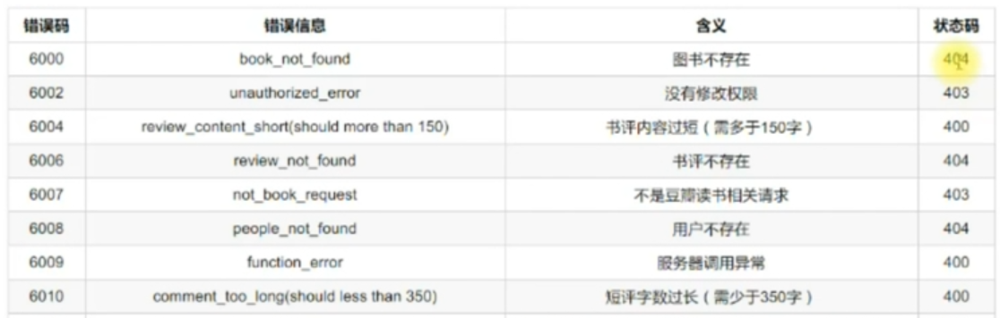 错误码 错误信息 含义 状态码
6000 book_not_found 图书不存在 404
6002 unauthorized_error 没有修改权限 403
6004 review_content_short(should more than 150) 书评内容过短（需多于150字） 400
6006 review_not_found 书评不存在 404
6007 not_book_request 不是豆瓣读书相关请求 403
6008 people_not_found 用户不存在 404
6009 function_error 服务器调用异常 400
6010 comment_too_long(should less than 350) 短评字数过长（需少于350字） 400